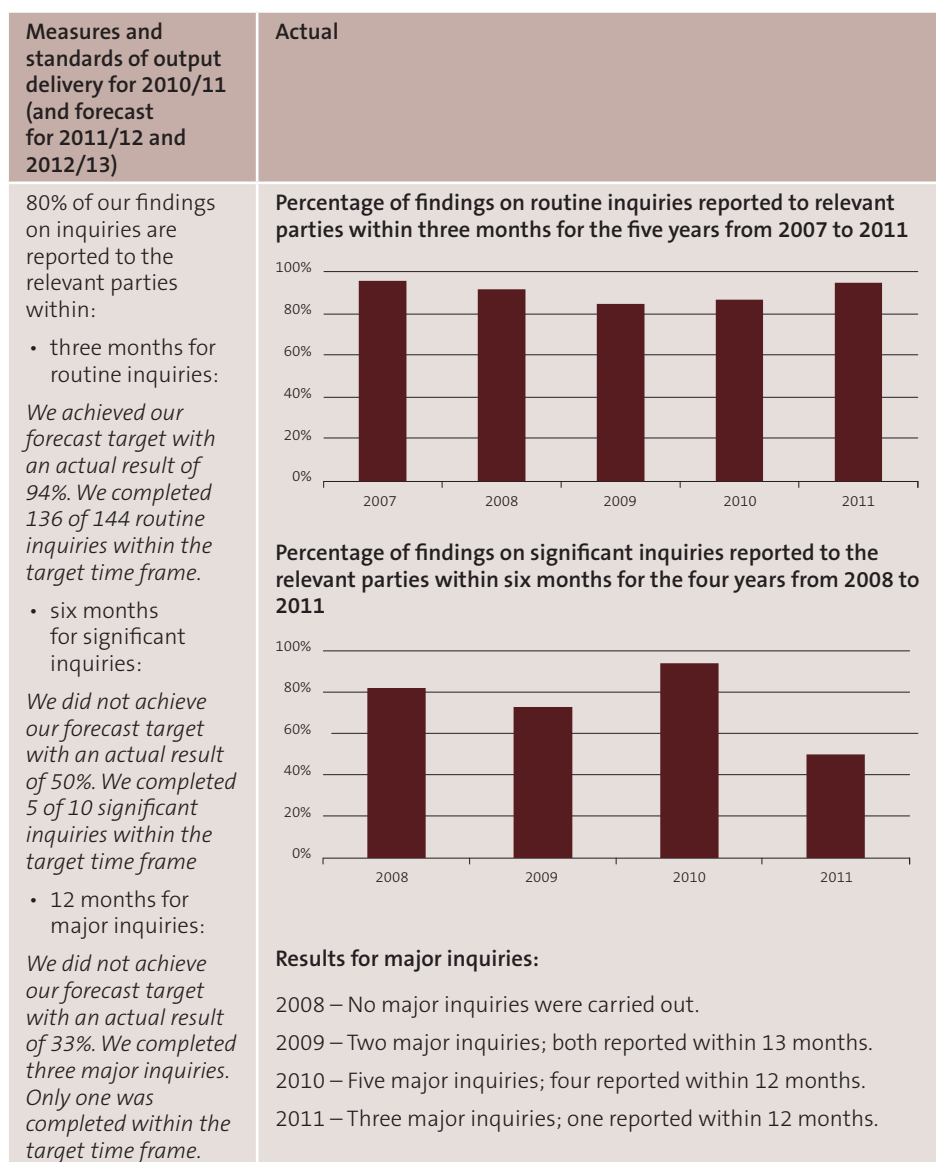 Measures and
standards of output
delivery for 2010/11
(and forecast
for 2011/12 and
2012/13)
Actual
80% of our findings
on inquiries are
reported to the
relevant parties
within:
• three months for
routine inquiries:
We achieved our
forecast target with
an actual result of
94%. We completed
136 of 144 routine
inquiries within the
target time frame.
• six months
for significant
inquiries:
We did not achieve
our forecast target
with an actual result
of 50%. We completed
5 of 10 significant
inquiries within the
target time frame
• 12 months for
major inquiries:
We did not achieve
our forecast target
with an actual result
of 33%. We completed
three major inquiries.
Only one was
completed within the
target time frame.
Percentage of findings on routine inquiries reported to relevant
parties within three months for the five years from 2007 to 2011
100%
80%
60%
40%
20%
0%
2007 2008 2009 2010 2011
Percentage of findings on significant inquiries reported to the
relevant parties within six months for the four years from 2008 to
2011
100%
80%
60%
40%
20%
0%
2008 2009 2010 2011
Results for major inquiries:
2008 – No major inquiries were carried out.
2009 – Two major inquiries; both reported within 13 months.
2010 – Five major inquiries; four reported within 12 months.
2011 – Three major inquiries; one reported within 12 months.